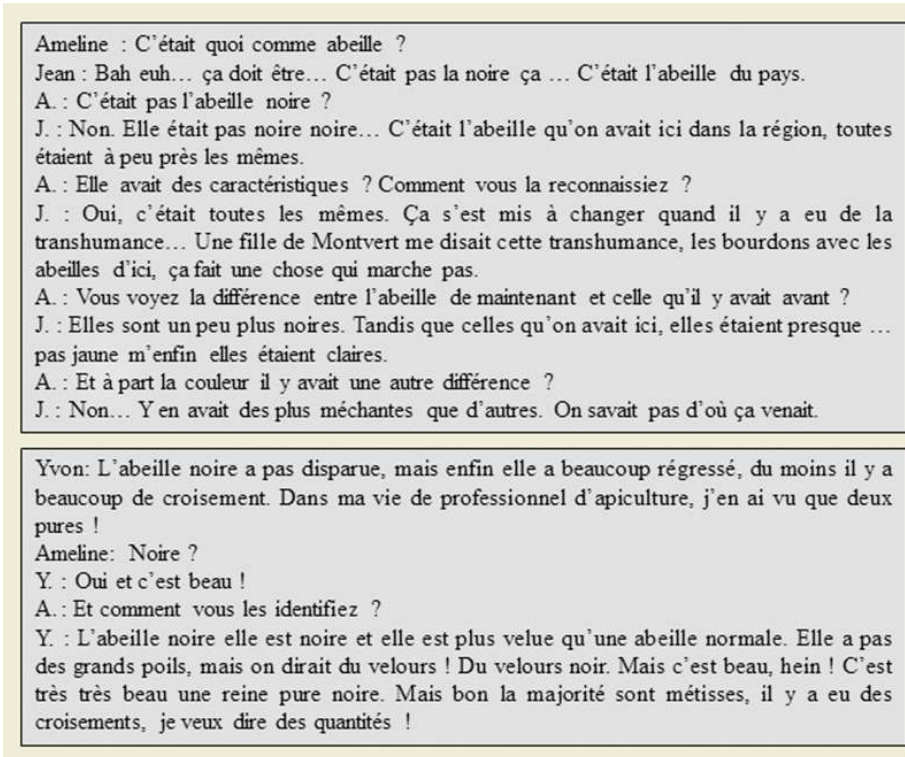 Ameline : C'était quoi comme abeille ?
Jean : Bah euh… ça doit être… C'était pas la noire ça … C'était l'abeille du pays.
A. : C'était pas l'abeille noire ?
J. : Non. Elle était pas noire noire… C'était l'abeille qu'on avait ici dans la région, toutes
étaient à peu près les mêmes.
A. : Elle avait des caractéristiques ? Comment vous la reconnaissiez ?
J. : Oui, c'était toutes les mêmes. Ça s'est mis à changer quand il y a eu de la
transhumance… Une fille de Montvert me disait cette transhumance, les bourdons avec les
abeilles d'ici, ça fait une chose qui marche pas.
A. : Vous voyez la différence entre l'abeille de maintenant et celle qu'il y avait avant ?
J. : Elles sont un peu plus noires. Tandis que celles qu'on avait ici, elles étaient presque …
pas jaune m'enfin elles étaient claires.
A. : Et à part la couleur il y avait une autre différence ?
J. : Non… Y en avait des plus méchantes que d'autres. On savait pas d'où ça venait.
Yvon: L'abeille noire a pas disparue, mais enfin elle a beaucoup régressé, du moins il y a
beaucoup de croisement. Dans ma vie de professionnel d'apiculture, j'en ai vu que deux
pures !
Ameline: Noire ?
Y. : Oui et c'est beau !
A. : Et comment vous les identifiez ?
Y. : L'abeille noire elle est noire et elle est plus velue qu'une abeille normale. Elle a pas
des grands poils, mais on dirait du velours ! Du velours noir. Mais c'est beau, hein ! C'est
très très beau une reine pure noire. Mais bon la majorité sont métisses, il y a eu des
croisements, je veux dire des quantités !